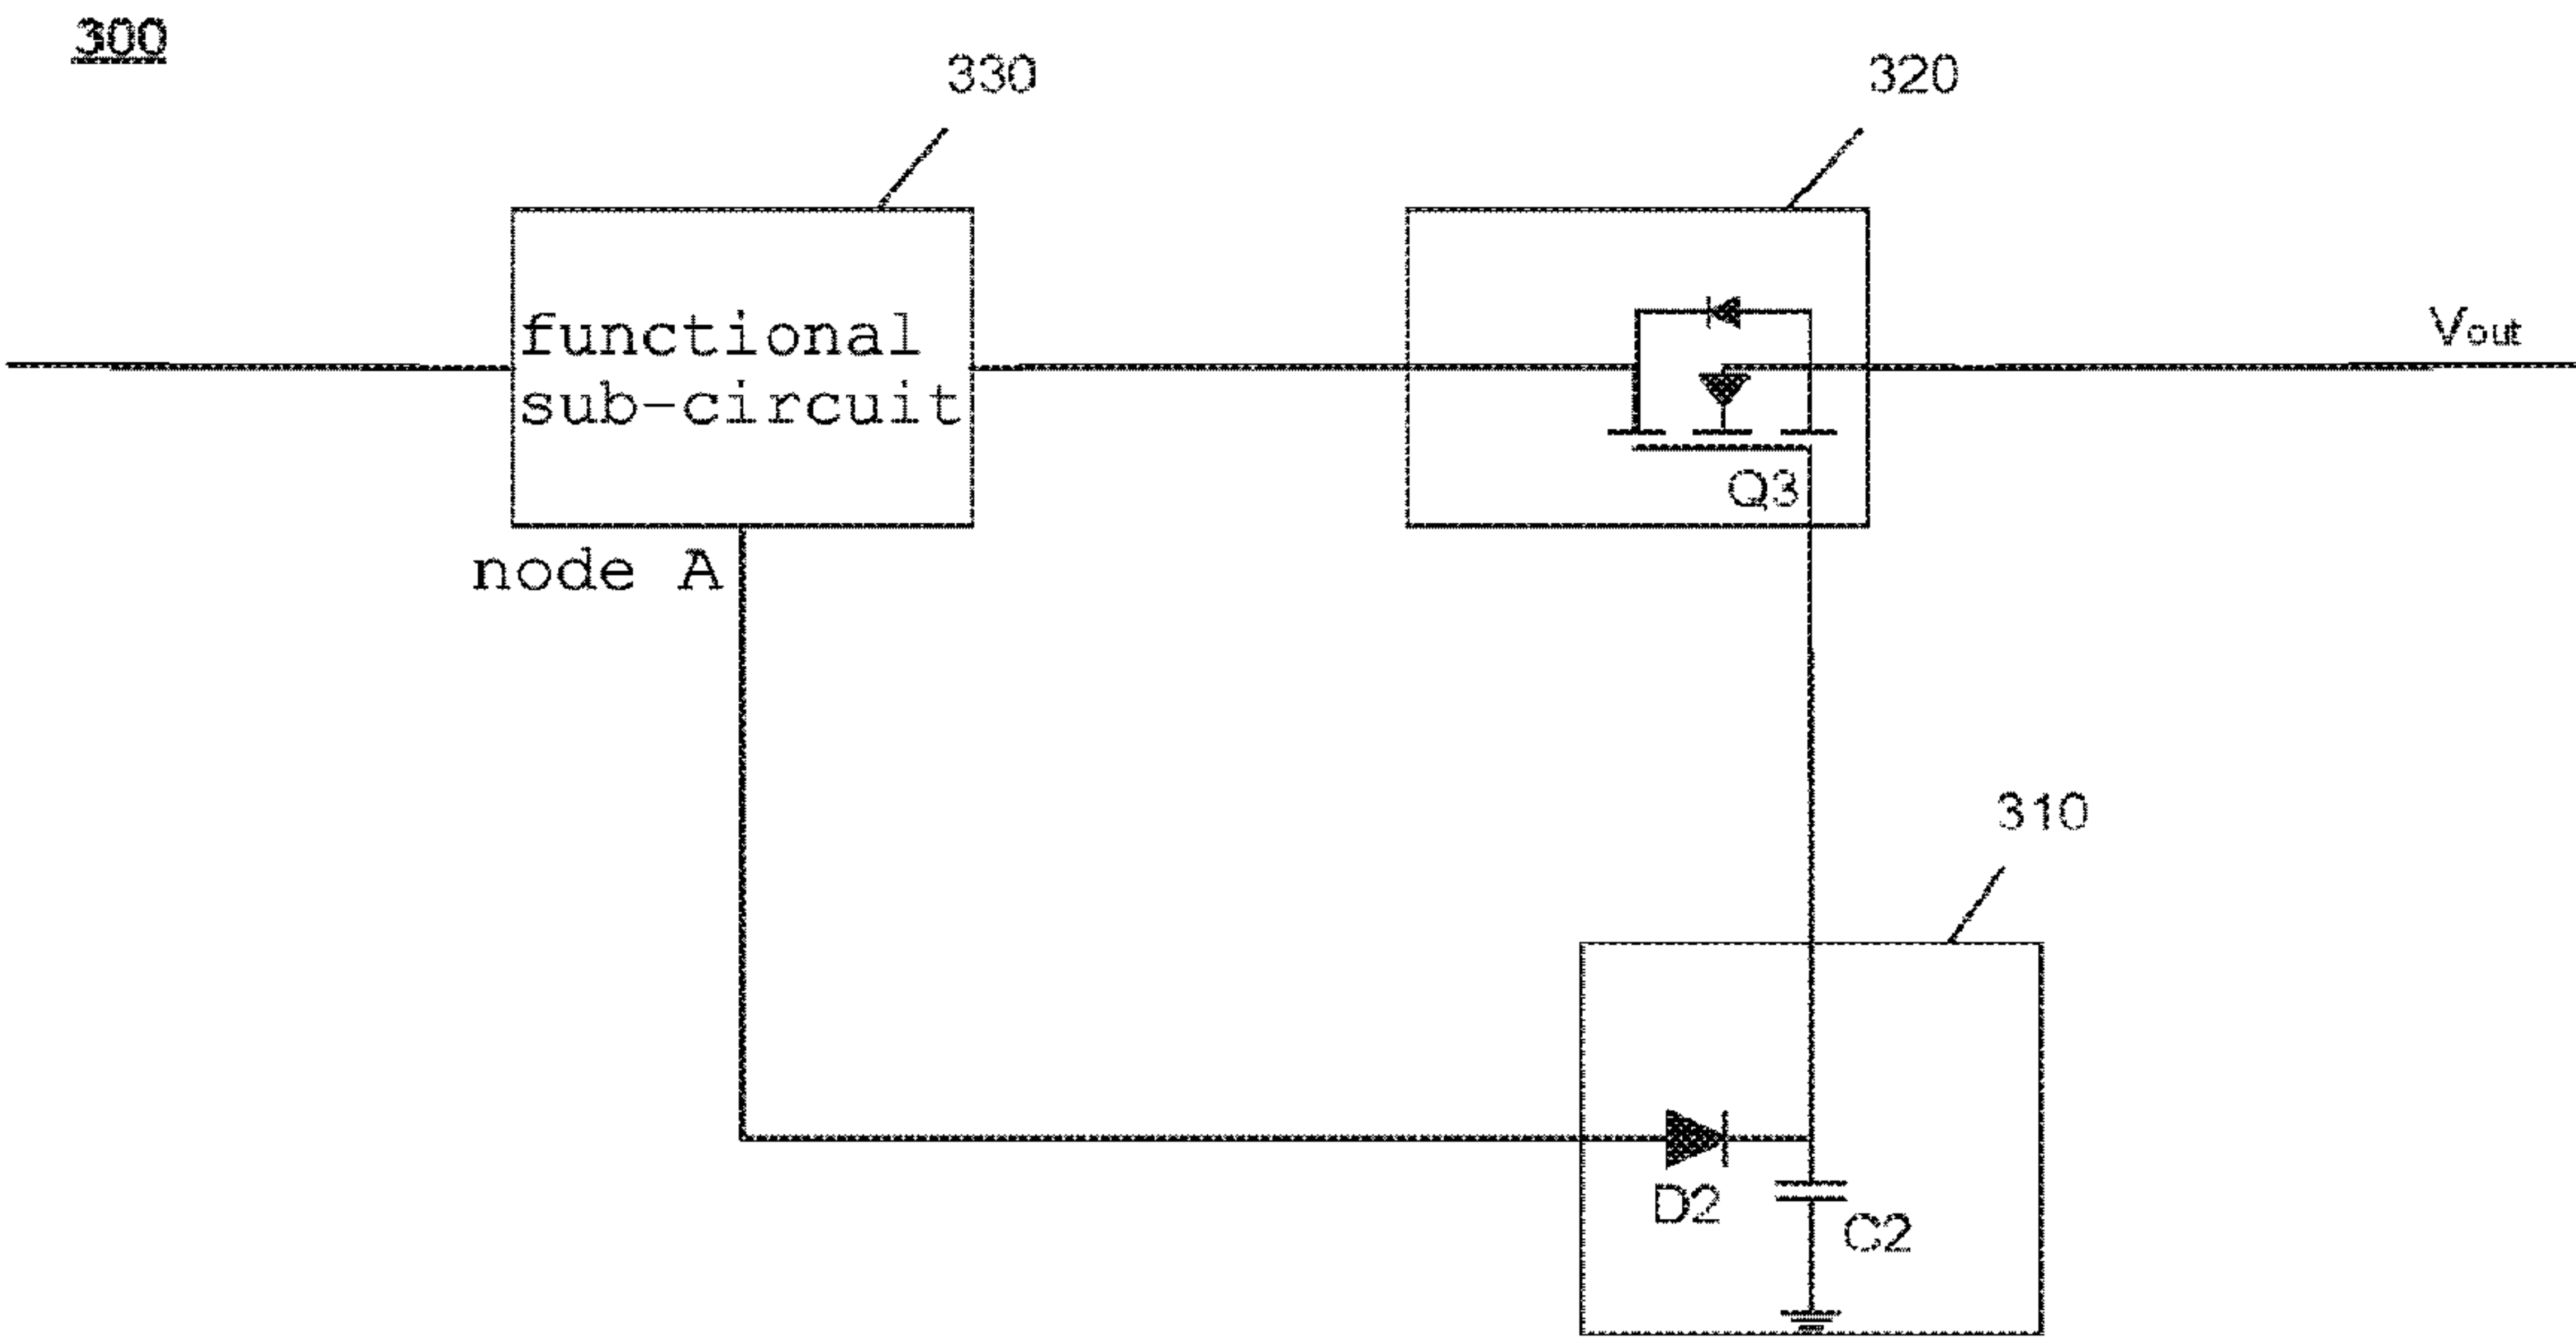 300
330
320
functional
sub-circuit
Vout
Q3
node A
310
D2
C2